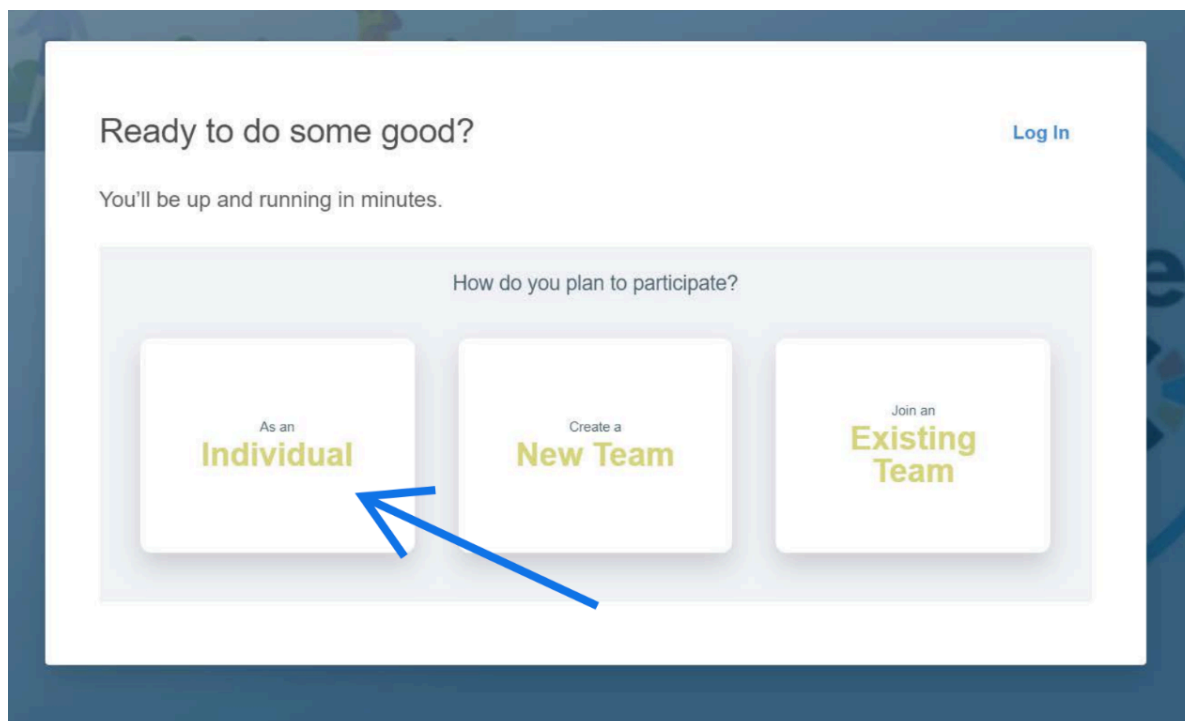 Ready to do some good?
Log In
You'll be up and running in minutes.
How do you plan to participate?
As an
Individual
Create a
New Team
Join an
Existing
Team